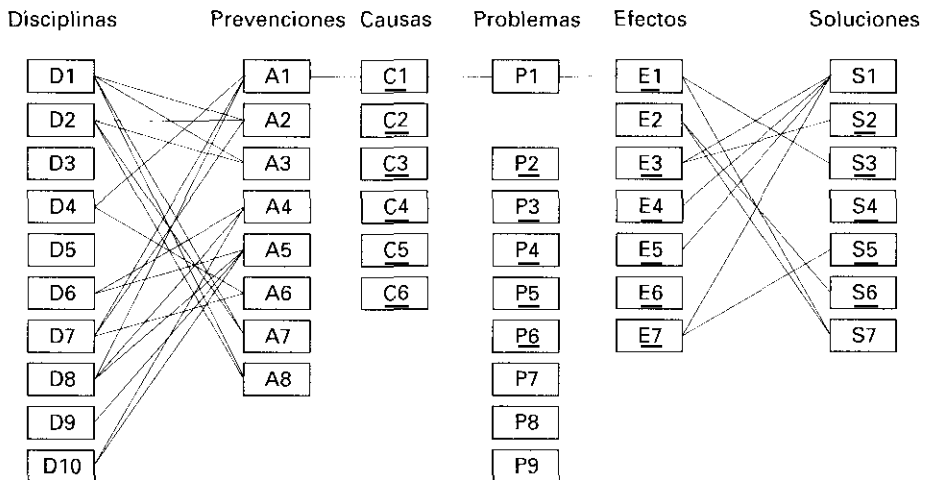 Disciplinas Prevenciones Causas Problemas Efectos Soluciones
D1 A1 C1 P1 E1 S1
D2 A2 C2 E2 S2
D3 A3 C3 P2 E3 S3
D4 A4 C4 P3 E4 S4
D5 A5 C5 P4 E5 S5
D6 A6 C6 P5 E6 S6
D7 A7 P6 E7 S7
D8 A8 P7
D9 P8
D10 P9